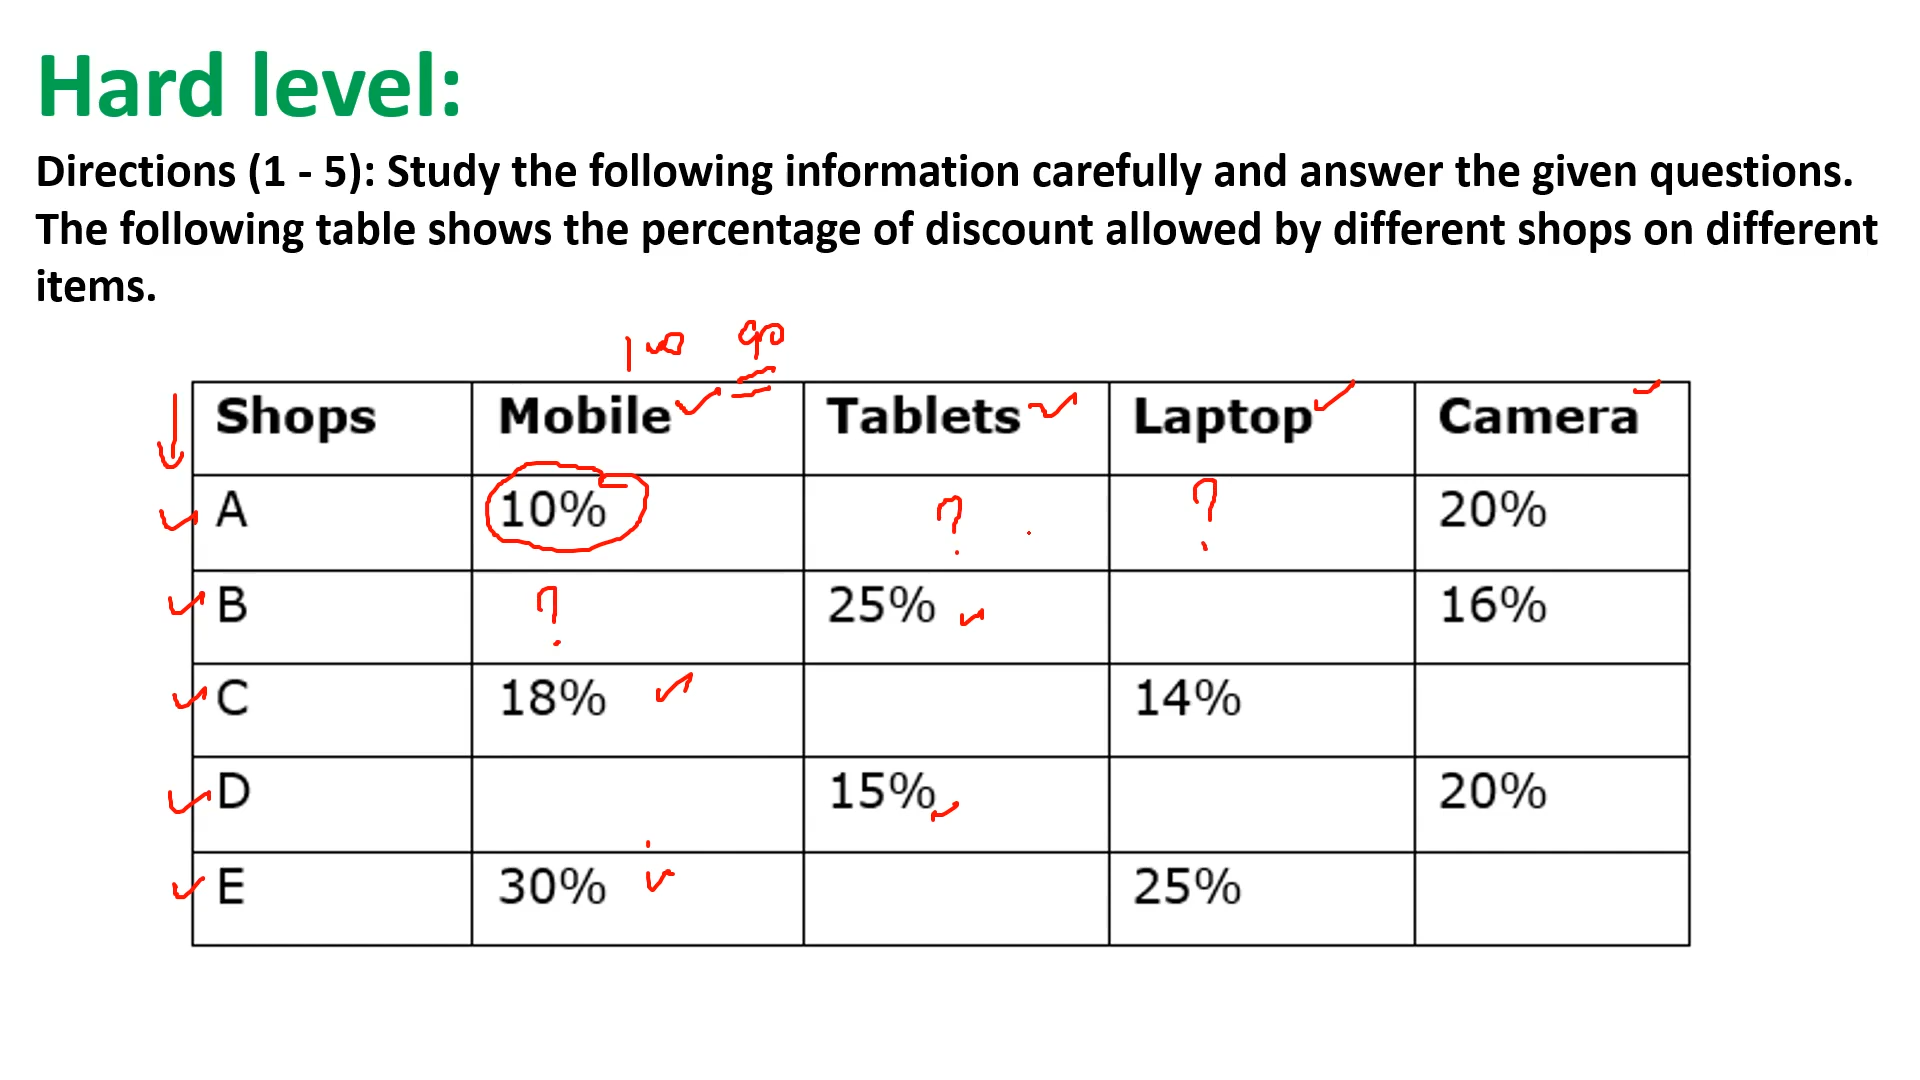 Hard level:
Directions (1 - 5): Study the following information carefully and answer the given questions.
The following table shows the percentage of discount allowed by different shops on different
items.
100 90
Shops Mobile Tablets Laptop Camera
A 10% ? ? 20%
B ? 25% 16%
C 18% 14%
D 15% 20%
E 30% 25%